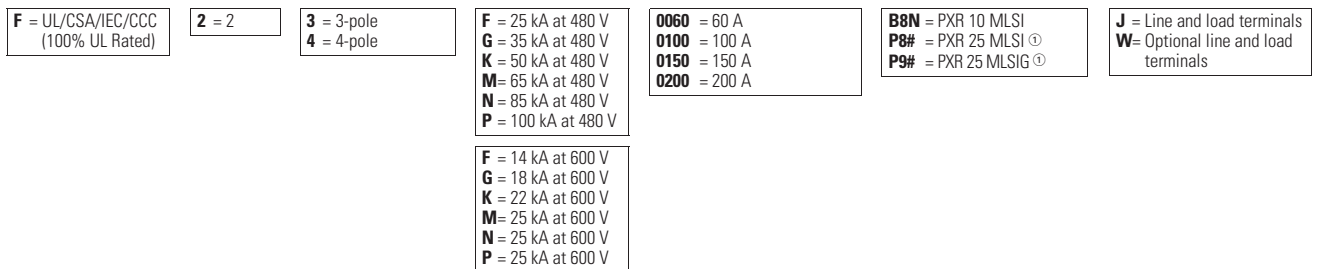 F = UL/CSA/IEC/CCC
(100% UL Rated)
2 = 2
3 = 3-pole
4 = 4-pole
F = 25 kA at 480 V
G = 35 kA at 480 V
K = 50 kA at 480 V
M= 65 kA at 480 V
N = 85 kA at 480 V
P = 100 kA at 480 V
F = 14 kA at 600 V
G = 18 kA at 600 V
K = 22 kA at 600 V
M= 25 kA at 600 V
N = 25 kA at 600 V
P = 25 kA at 600 V
0060 = 60 A
0100 = 100 A
0150 = 150 A
0200 = 200 A
B8N = PXR 10 MLSI
P8# = PXR 25 MLSI ①
P9# = PXR 25 MLSIG ①
J = Line and load terminals
W= Optional line and load
terminals